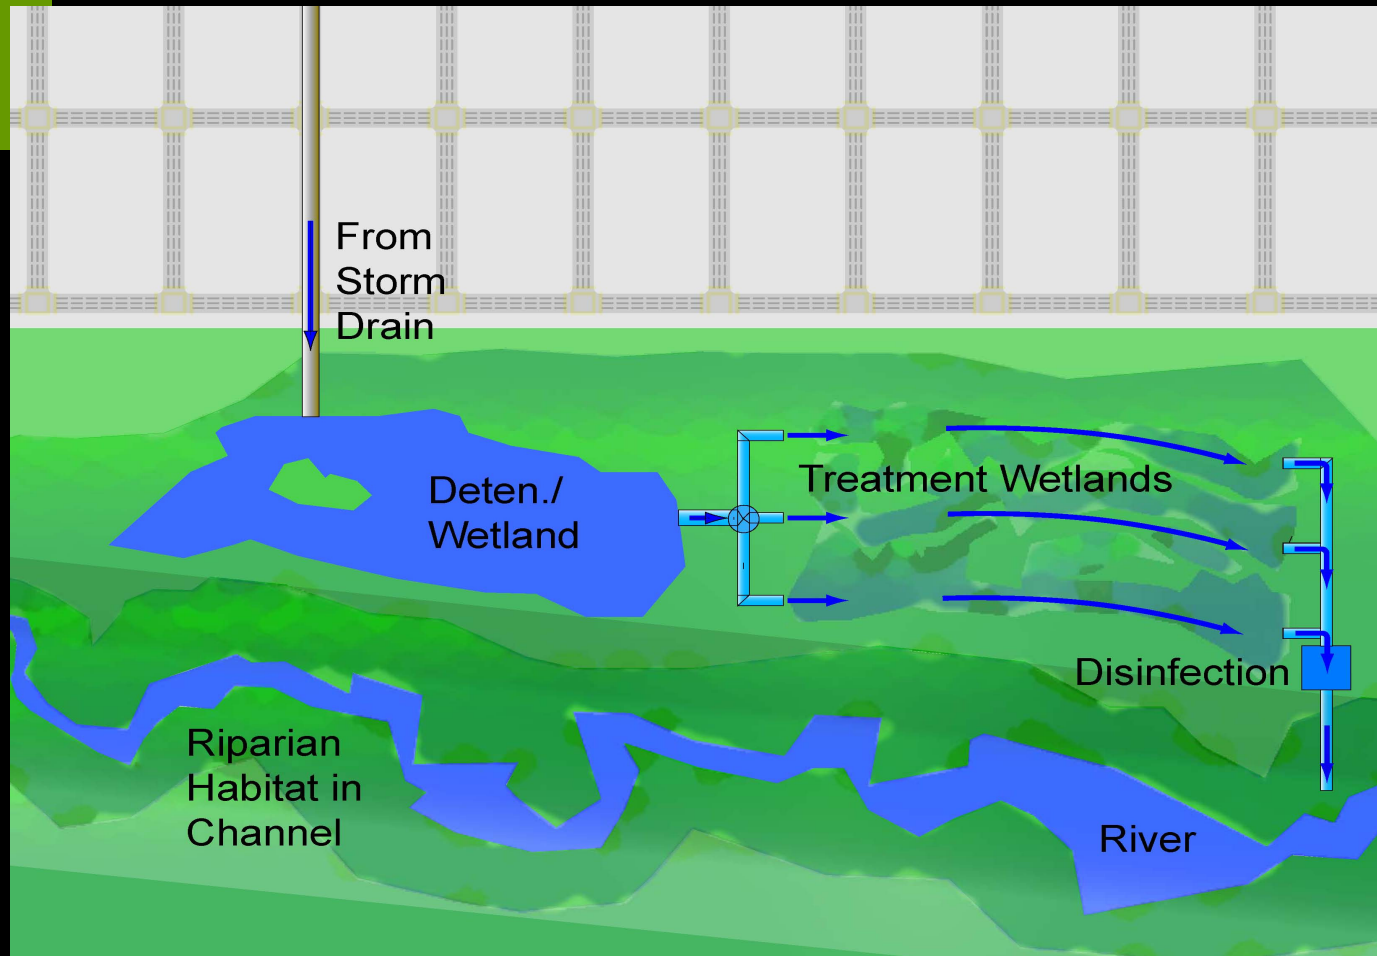 From
Storm
Drain
Deten./
Wetland
Treatment Wetlands
Disinfection
Riparian
Habitat in
Channel
River